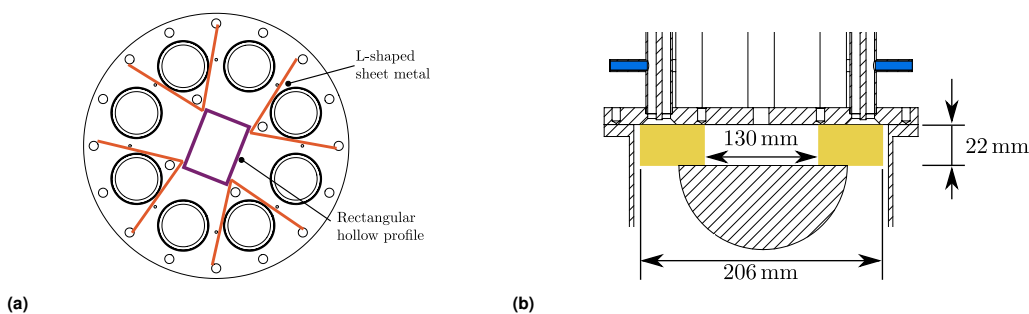 L-shaped
sheet metal
Rectangular
hollow profile
(a)
130 mm
22 mm
206 mm
(b)